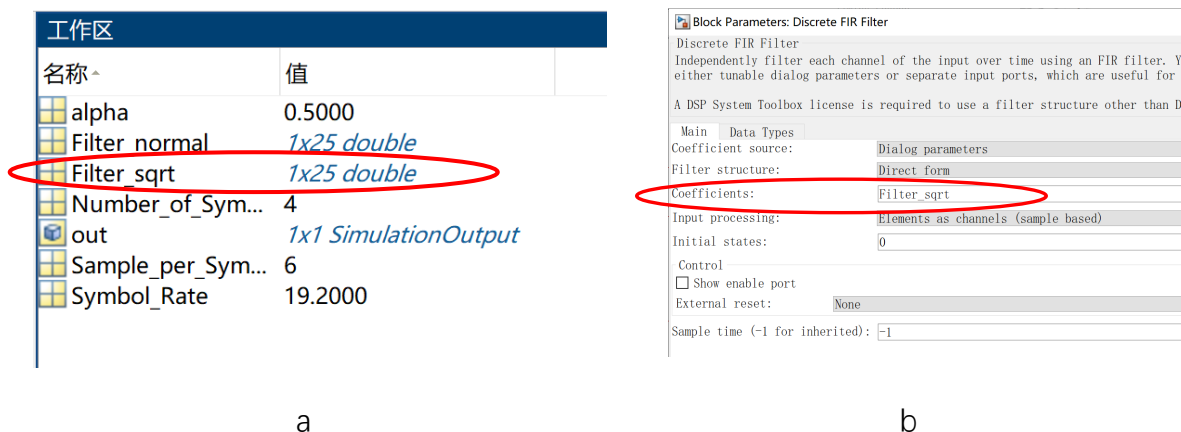 工作区
名称 值
alpha 0.5000
Filter_normal 1x25 double
Filter_sqrt 1x25 double
Number_of_Sym... 4
out 1x1 SimulationOutput
Sample_per_Sym... 6
Symbol_Rate 19.2000
a
Block Parameters: Discrete FIR Filter
Discrete FIR Filter
Independently filter each channel of the input over time using an FIR filter. Y
either tunable dialog parameters or separate input ports, which are useful for
A DSP System Toolbox license is required to use a filter structure other than D
Main Data Types
Coefficient source: Dialog parameters
Filter structure: Direct form
Coefficients: Filter_sqrt
Input processing: Elements as channels (sample based)
Initial states: 0
Control
Show enable port
External reset: None
Sample time (-1 for inherited): -1
b